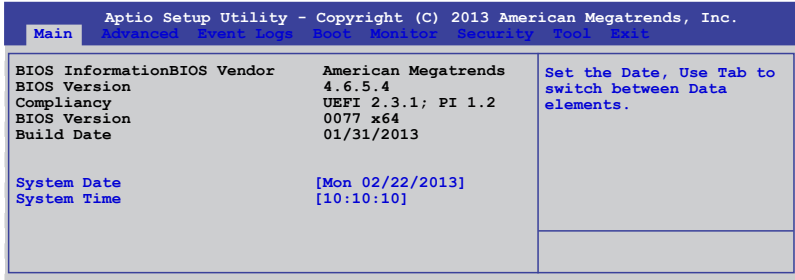 Aptio Setup Utility - Copyright (C) 2013 American Megatrends, Inc.
Main Advanced Event Logs Boot Monitor Security Tool Exit
BIOS InformationBIOS Vendor American Megatrends
BIOS Version 4.6.5.4
Compliancy UEFI 2.3.1; PI 1.2
BIOS Version 0077 x64
Build Date 01/31/2013
System Date [Mon 02/22/2013]
System Time [10:10:10]
Set the Date, Use Tab to
switch between Data
elements.